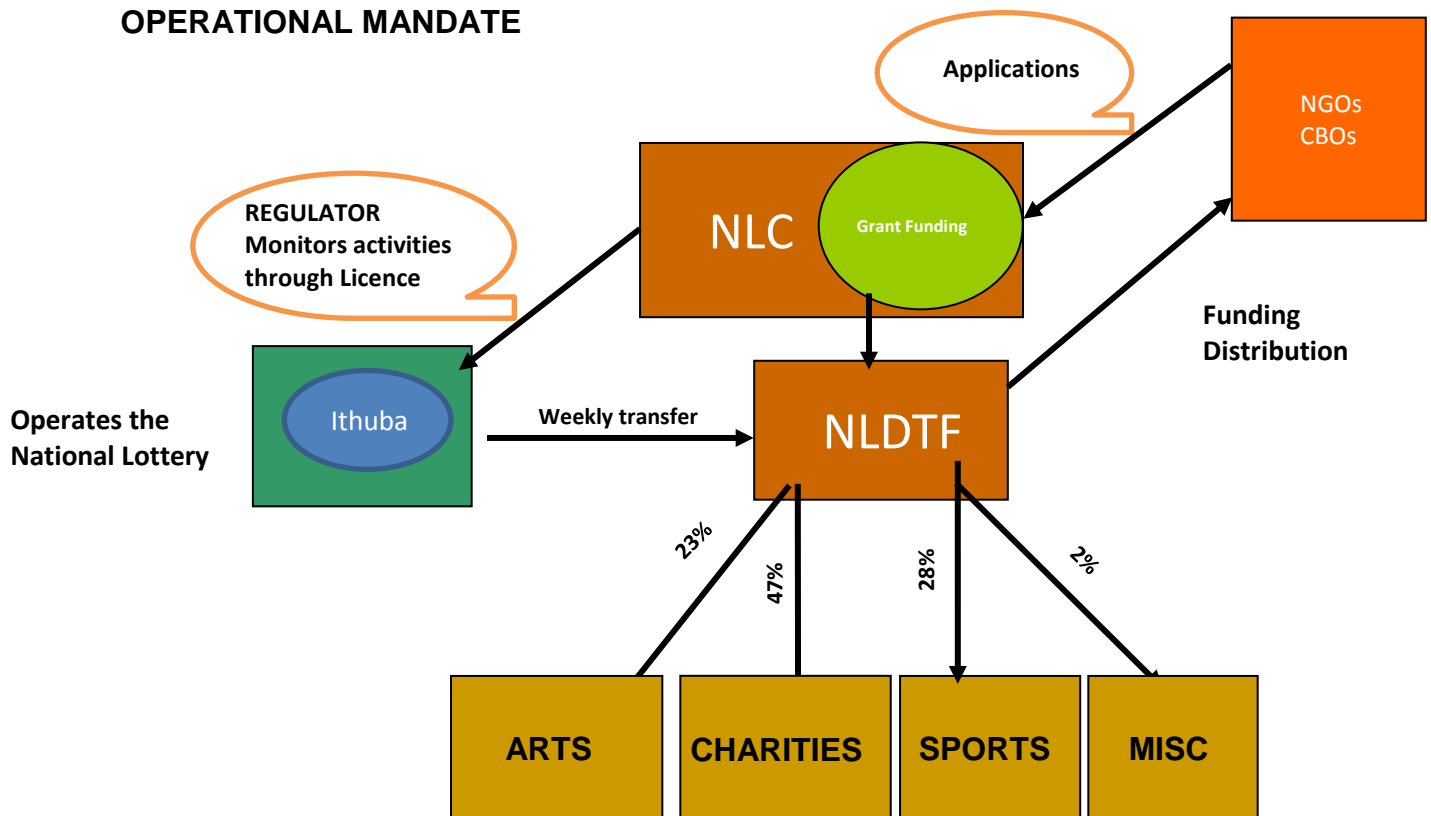 OPERATIONAL MANDATE
Applications
NGOs
CBOs
REGULATOR
Monitors activities
through Licence
NLC
Grant Funding
Funding
Distribution
Operates the
National Lottery
Ithuba
Weekly transfer
NLDTF
23%
47%
28%
2%
ARTS
CHARITIES
SPORTS
MISC